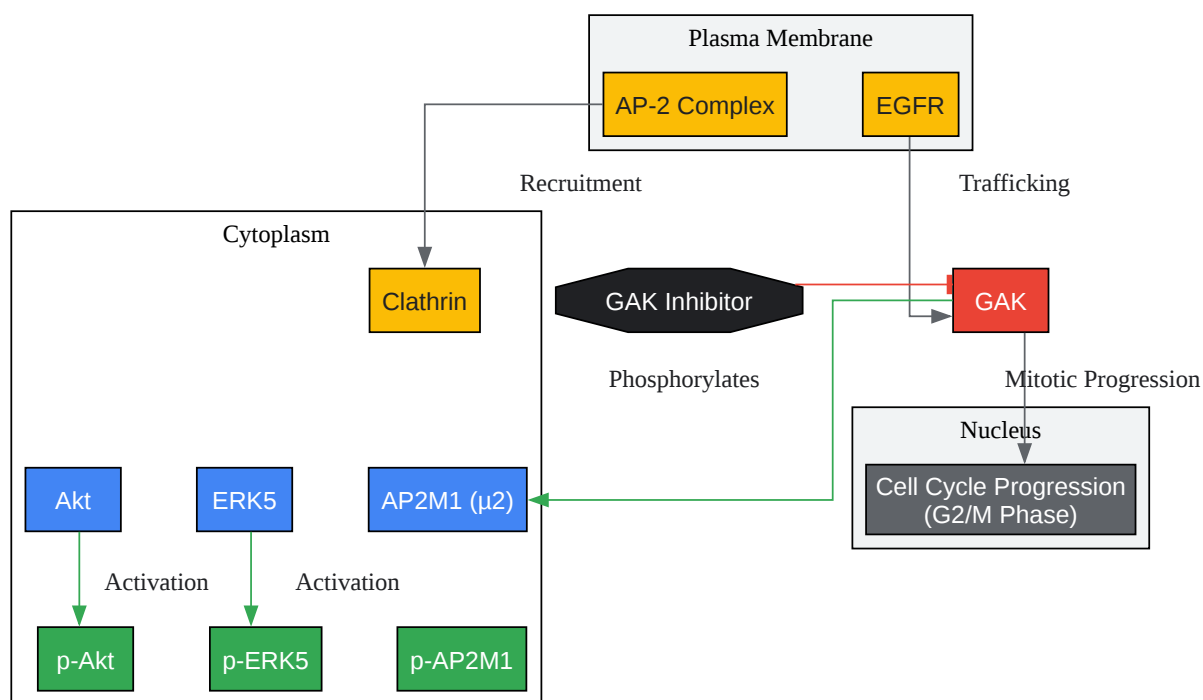 Plasma Membrane
AP-2 Complex
EGFR
Recruitment
Trafficking
Cytoplasm
Clathrin
GAK Inhibitor
GAK
Phosphorylates
Mitotic Progression
Nucleus
Akt
ERK5
AP2M1 (μ2)
Cell Cycle Progression
(G2/M Phase)
Activation
Activation
p-Akt
p-ERK5
p-AP2M1